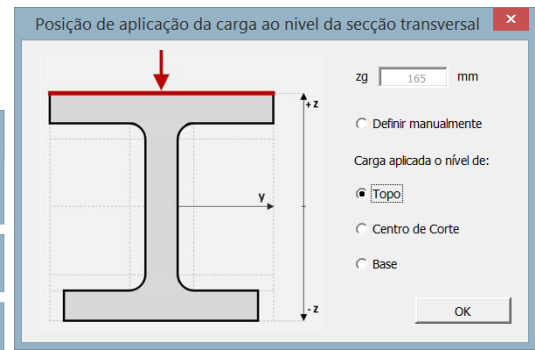 Posição de aplicação da carga ao nivel da secção transversal
x
zg 165 mm
+z
Definir manualmente
Carga aplicada o nível de:
Topo
y
Centro de Corte
Base
-z
OK